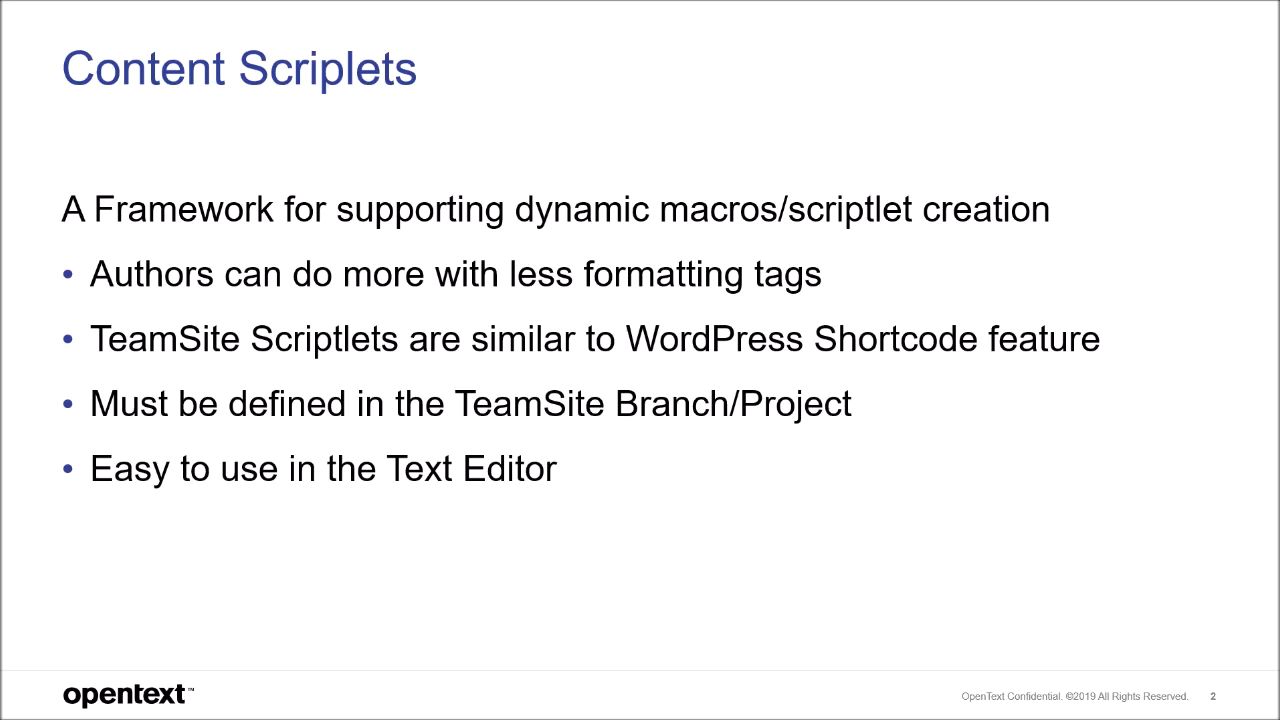 Content Scriplets
A Framework for supporting dynamic macros/scriptlet creation
• Authors can do more with less formatting tags
• TeamSite Scriptlets are similar to WordPress Shortcode feature
• Must be defined in the TeamSite Branch/Project
• Easy to use in the Text Editor
opentext™
OpenText Confidential. ©2019 All Rights Reserved. 2